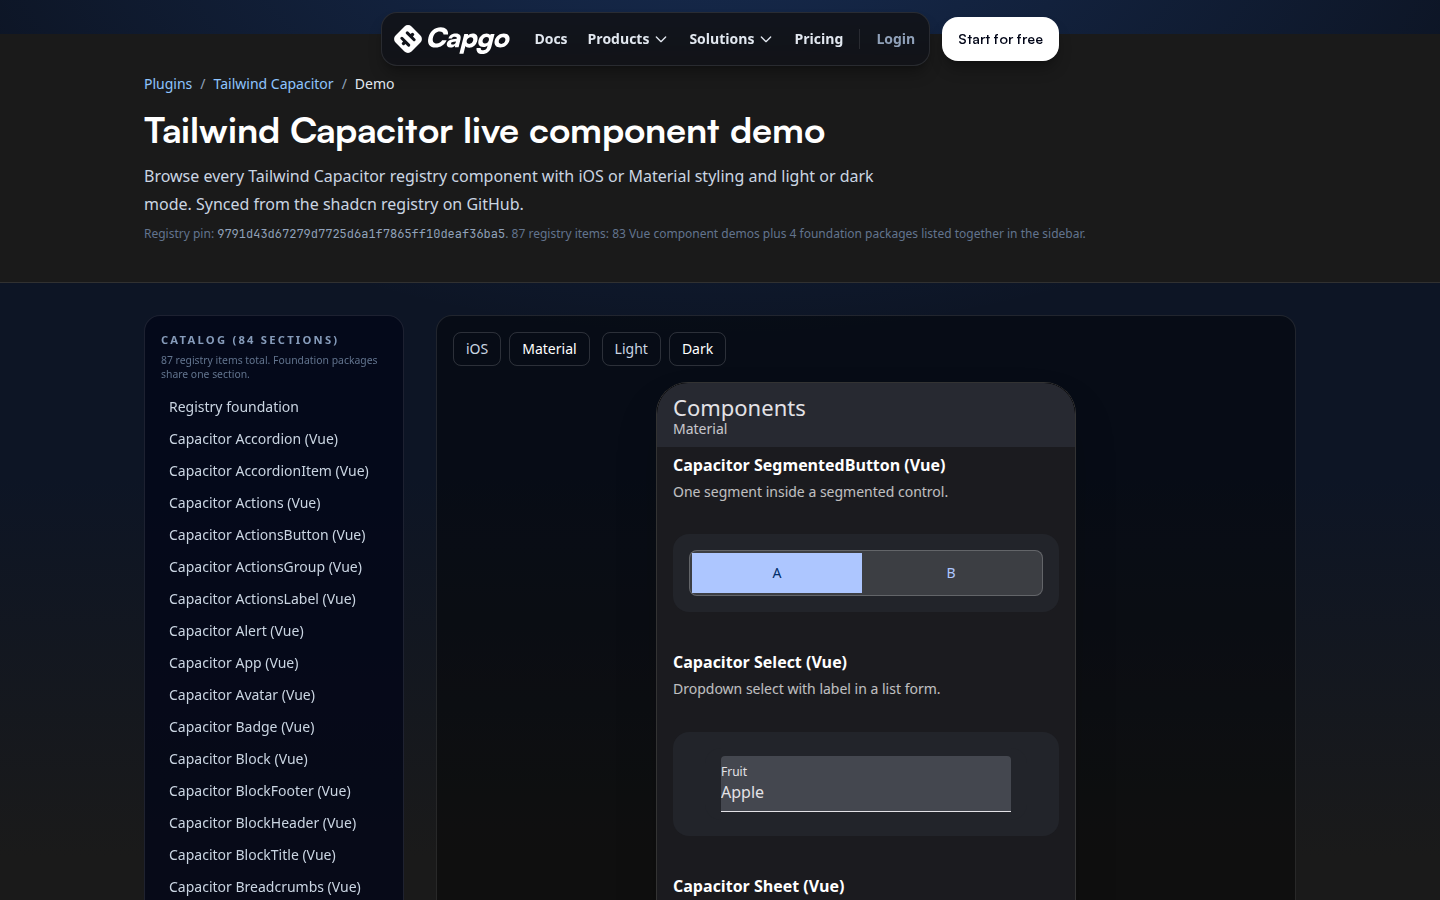 Capgo
Docs
Products
Solutions
Pricing
Login
Start for free
Plugins / Tailwind Capacitor / Demo
Tailwind Capacitor live component demo
Browse every Tailwind Capacitor registry component with iOS or Material styling and light or dark
mode. Synced from the shadcn registry on GitHub.
Registry pin: 9791d43d67279d7725d6a1f7865ff10deaf36ba5. 87 registry items: 83 Vue component demos plus 4 foundation packages listed together in the sidebar.
CATALOG (84 SECTIONS)
87 registry items total. Foundation packages
share one section.
Registry foundation
Capacitor Accordion (Vue)
Capacitor AccordionItem (Vue)
Capacitor Actions (Vue)
Capacitor ActionsButton (Vue)
Capacitor ActionsGroup (Vue)
Capacitor ActionsLabel (Vue)
Capacitor Alert (Vue)
Capacitor App (Vue)
Capacitor Avatar (Vue)
Capacitor Badge (Vue)
Capacitor Block (Vue)
Capacitor BlockFooter (Vue)
Capacitor BlockHeader (Vue)
Capacitor BlockTitle (Vue)
Capacitor Breadcrumbs (Vue)
iOS
Material
Light
Dark
Components
Material
Capacitor SegmentedButton (Vue)
One segment inside a segmented control.
A
B
Capacitor Select (Vue)
Dropdown select with label in a list form.
Fruit
Apple
Capacitor Sheet (Vue)